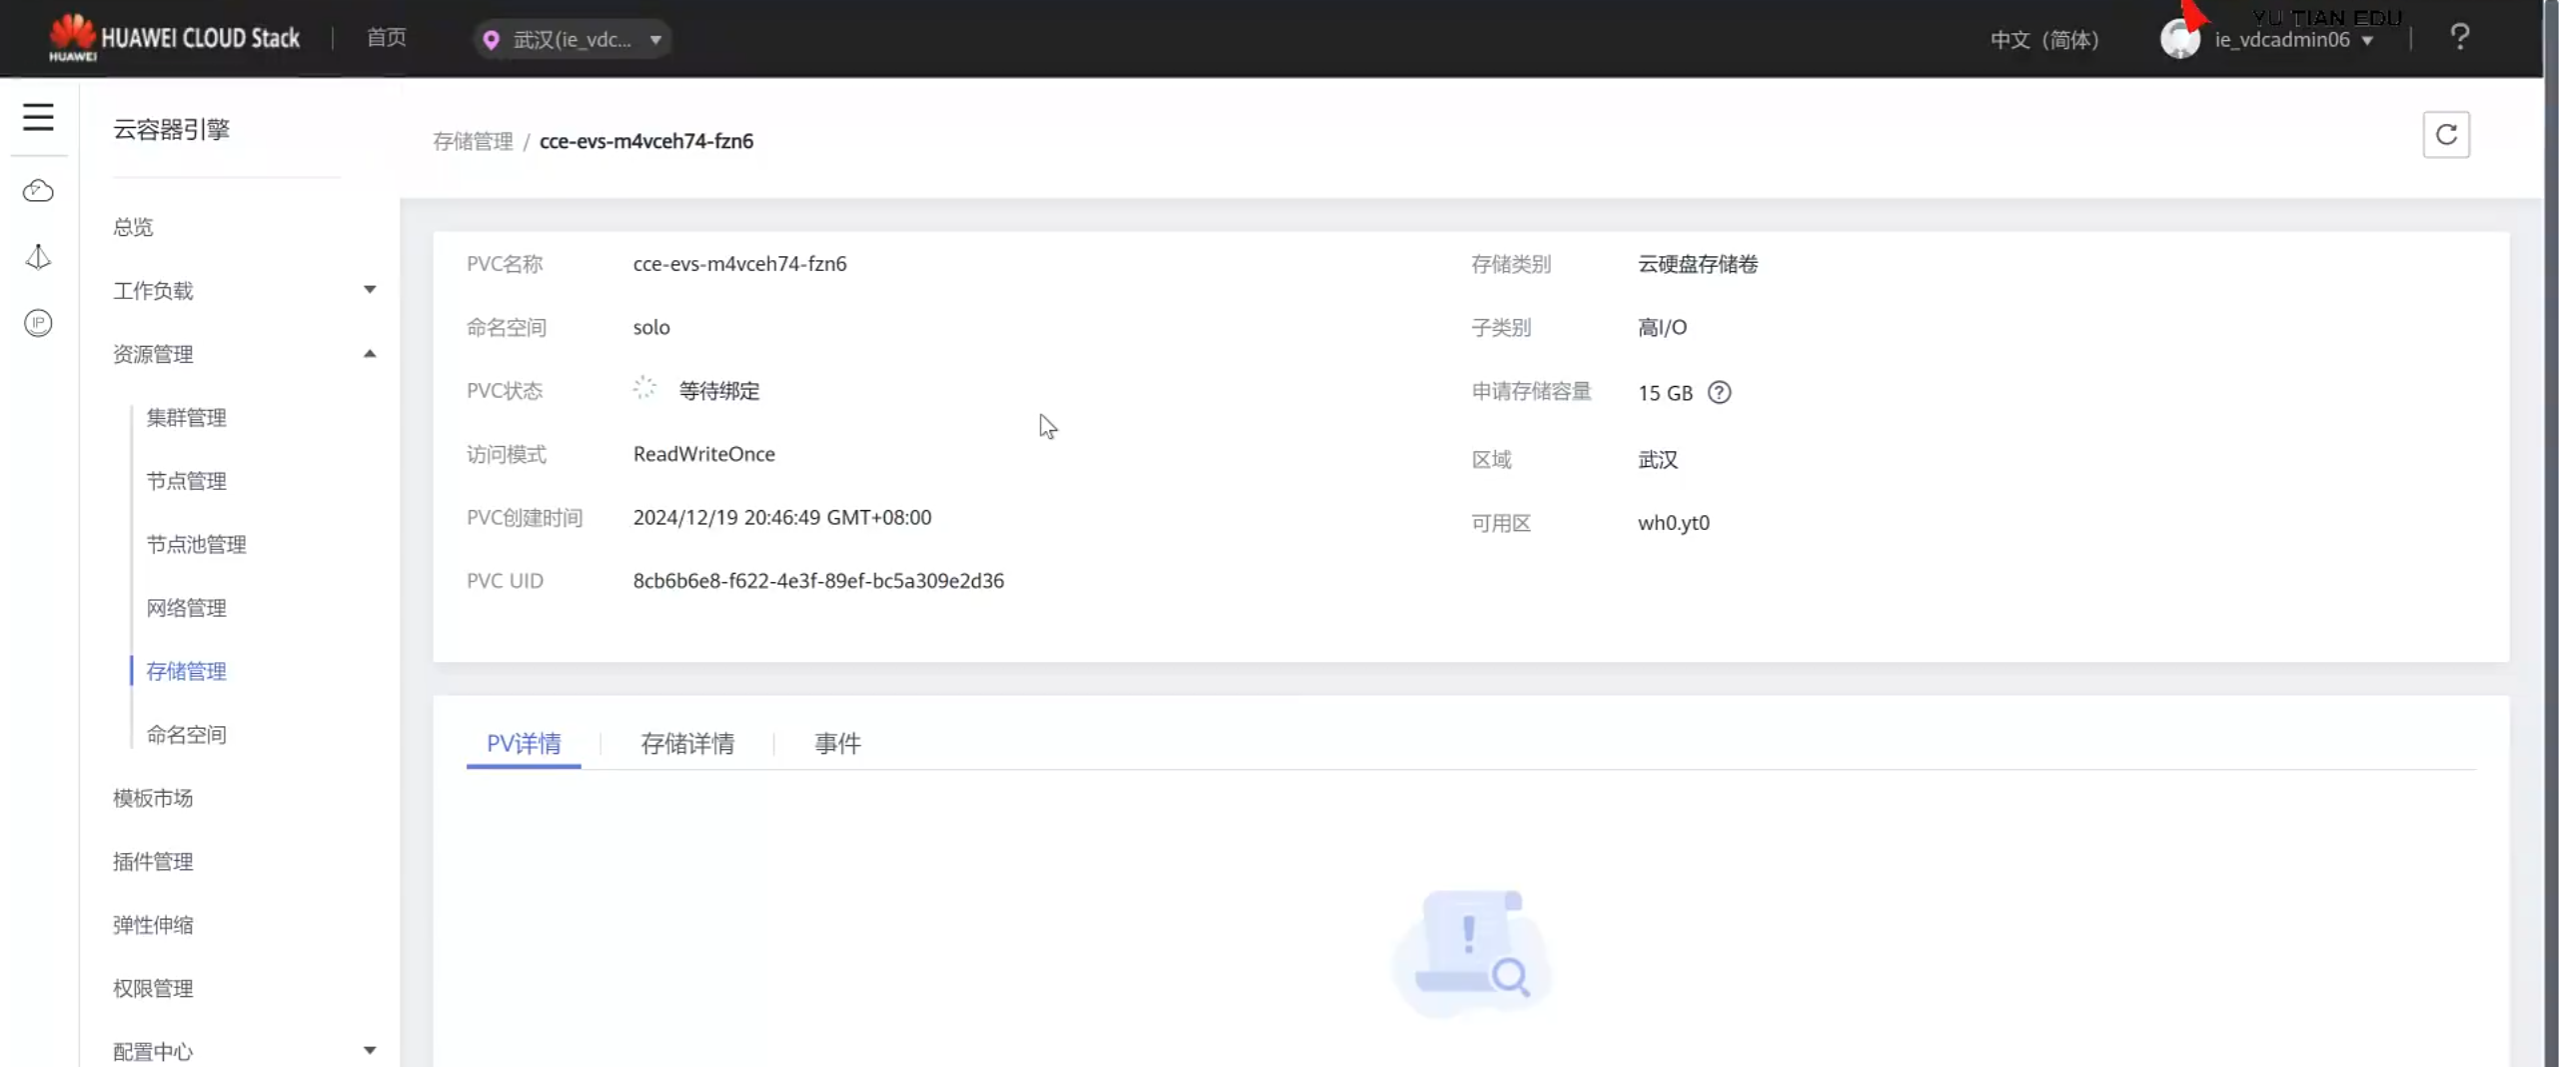 HUAWEI HUAWEI CLOUD Stack 首页 武汉(ie_vdc... 中文（简体） YU TIAN EDU ie_vdcadmin06 ?
云容器引擎
存储管理 / cce-evs-m4vceh74-fzn6
总览
工作负载
资源管理
集群管理
节点管理
节点池管理
网络管理
存储管理
命名空间
模板市场
插件管理
弹性伸缩
权限管理
配置中心
IP
PVC名称 cce-evs-m4vceh74-fzn6 存储类别 云硬盘存储卷
命名空间 solo 子类别 高I/O
PVC状态 等待绑定 申请存储容量 15 GB ?
访问模式 ReadWriteOnce 区域 武汉
PVC创建时间 2024/12/19 20:46:49 GMT+08:00 可用区 wh0.yt0
PVC UID 8cb6b6e8-f622-4e3f-89ef-bc5a309e2d36
PV详情 存储详情 事件